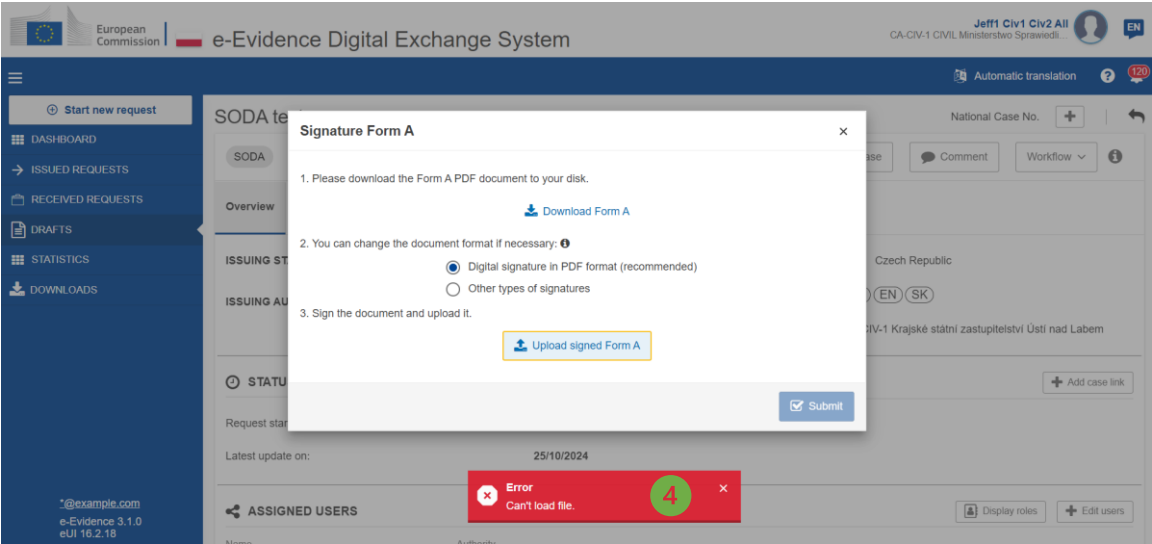 European
Commission
e-Evidence Digital Exchange System
Jeff1 Civ1 Civ2 All
CA-CIV-1 CIVIL Ministerstwo Sprawiedli...
EN
Automatic translation
120
Start new request
DASHBOARD
ISSUED REQUESTS
RECEIVED REQUESTS
DRAFTS
STATISTICS
DOWNLOADS
*@example.com
e-Evidence 3.1.0
eUI 16.2.18
SODA te
National Case No.
SODA
ase
Comment
Workflow
Overview
ISSUING ST
Czech Republic
ISSUING AU
EN SK
IV-1 Krajské státní zastupitelství Ústí nad Labem
Signature Form A
1. Please download the Form A PDF document to your disk.
Download Form A
2. You can change the document format if necessary:
Digital signature in PDF format (recommended)
Other types of signatures
3. Sign the document and upload it.
Upload signed Form A
Submit
STATU
Add case link
Request star
Latest update on:
25/10/2024
Error
Can't load file.
4
ASSIGNED USERS
Display roles
Edit users
Name
Authority